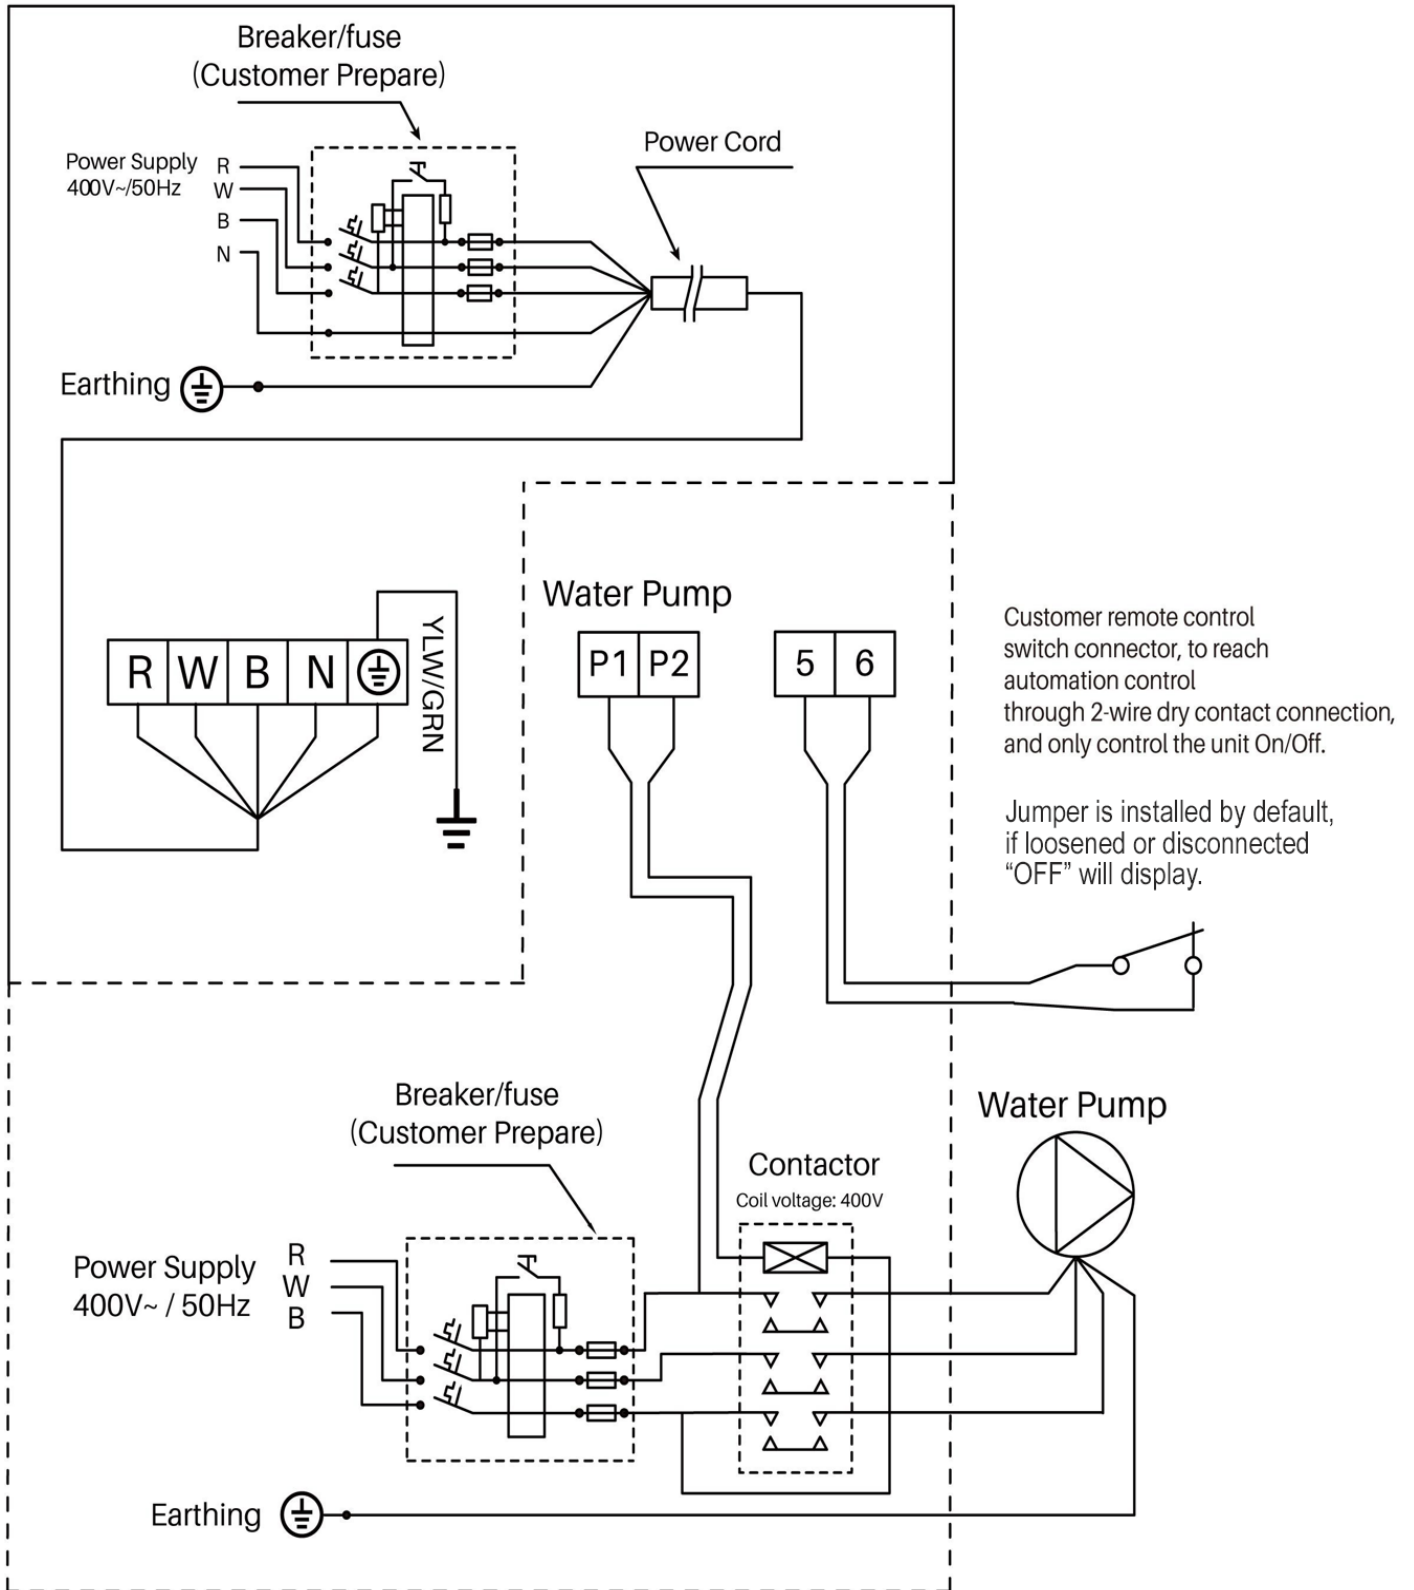 Breaker/fuse
(Customer Prepare)
Power Cord
Power Supply
400V~/50Hz
R
W
B
N
Earthing
R W B N
YLW/GRN
Water Pump
P1 P2
5 6
Customer remote control
switch connector, to reach
automation control
through 2-wire dry contact connection,
and only control the unit On/Off.
Jumper is installed by default,
if loosened or disconnected
“OFF” will display.
Breaker/fuse
(Customer Prepare)
Water Pump
Contactor
Coil voltage: 400V
Power Supply
400V~ / 50Hz
R
W
B
Earthing